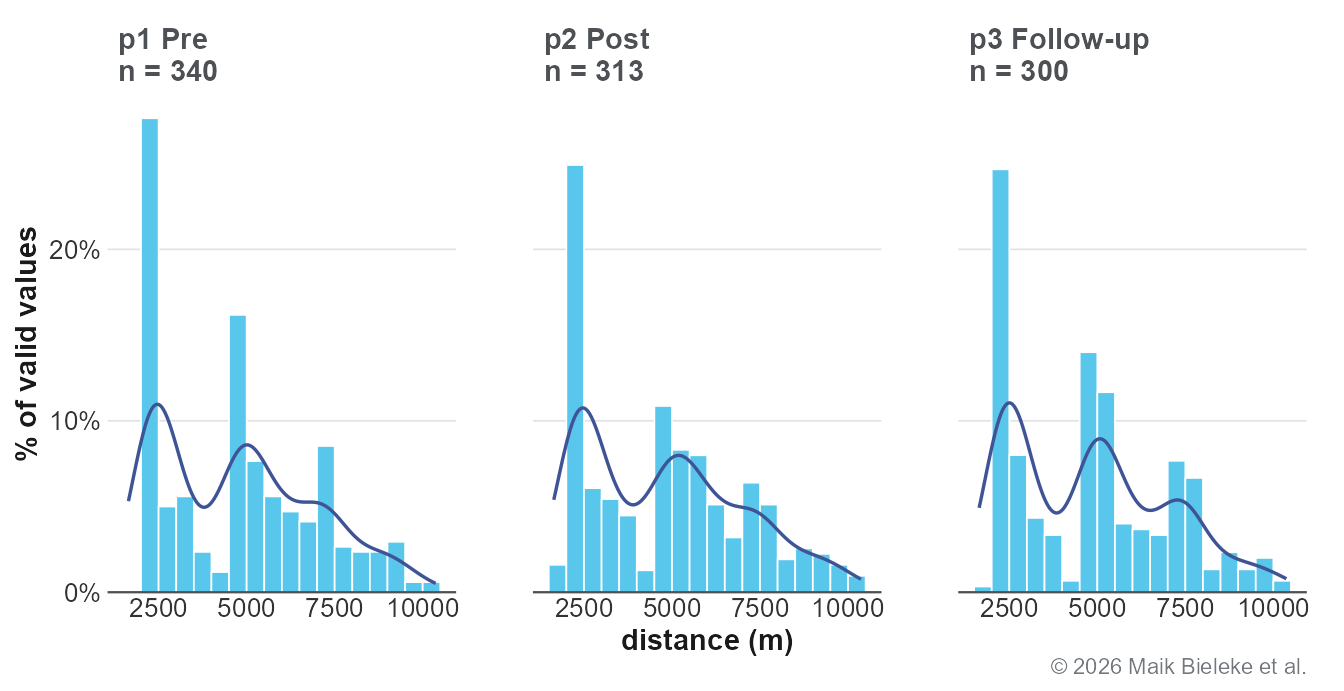 p1 Pre
n = 340
p2 Post
n = 313
p3 Follow-up
n = 300
% of valid values
20%
10%
0%
2500 5000 7500 10000
2500 5000 7500 10000
2500 5000 7500 10000
distance (m)
© 2026 Maik Bieleke et al.